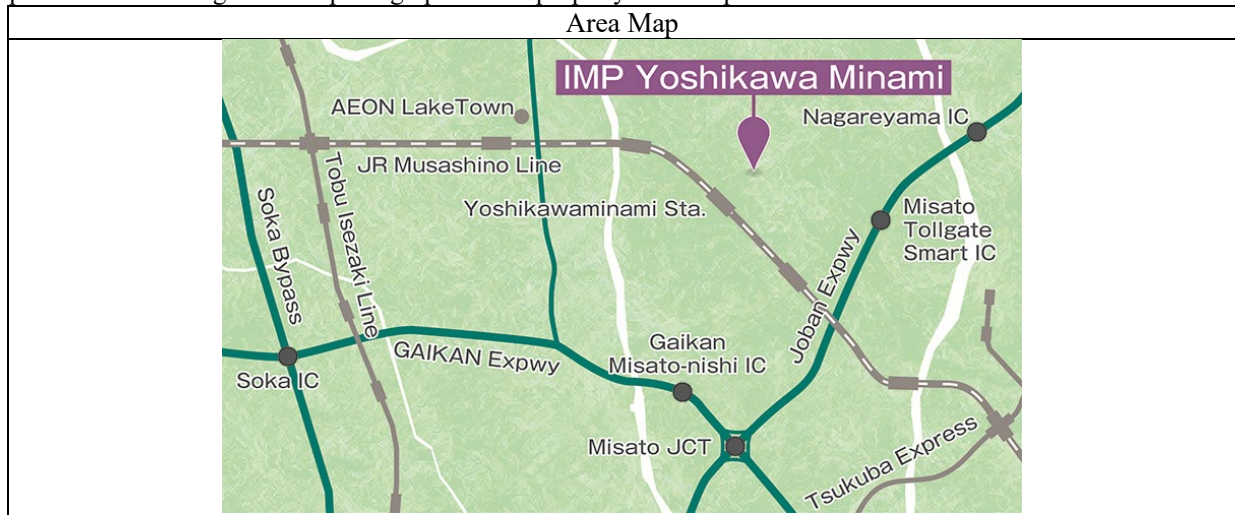 Area Map
IMP Yoshikawa Minami
AEON LakeTown
Nagareyama IC
JR Musashino Line
Tobu Isezaki Line
Soka Bypass
Yoshikawaminami Sta.
Misato
Tollgate
Smart IC
Joban Expwy
GAIKAN Expwy
Gaikan
Misato-nishi IC
Soka IC
Misato JCT
Tsukuba Express